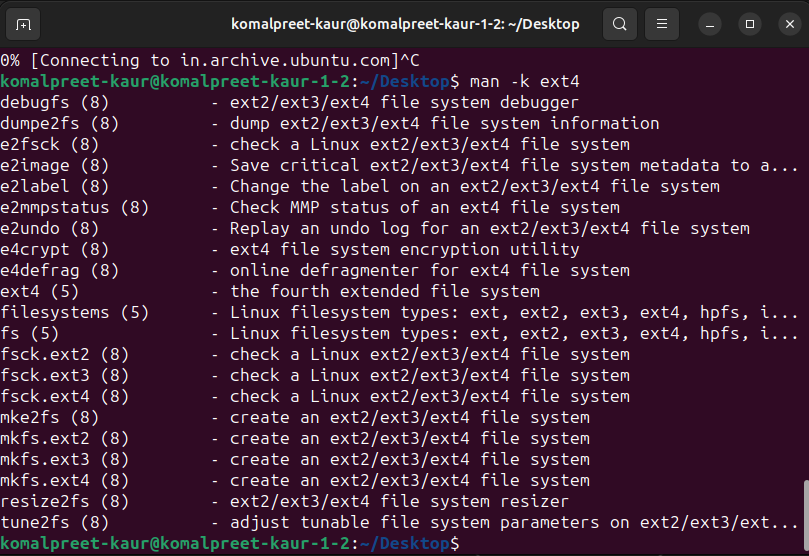 komalpreet-kaur@komalpreet-kaur-1-2: ~/Desktop
0% [Connecting to in.archive.ubuntu.com]^C
komalpreet-kaur@komalpreet-kaur-1-2:~/Desktop$ man -k ext4
debugfs (8)          - ext2/ext3/ext4 file system debugger
dumpe2fs (8)         - dump ext2/ext3/ext4 file system information
e2fsck (8)           - check a Linux ext2/ext3/ext4 file system
e2image (8)          - Save critical ext2/ext3/ext4 file system metadata to a...
e2label (8)          - Change the label on an ext2/ext3/ext4 file system
e2mmpstatus (8)      - Check MMP status of an ext4 file system
e2undo (8)           - Replay an undo log for an ext2/ext3/ext4 file system
e4crypt (8)          - ext4 file system encryption utility
e4defrag (8)         - online defragmenter for ext4 file system
ext4 (5)             - the fourth extended file system
filesystems (5)      - Linux filesystem types: ext, ext2, ext3, ext4, hpfs, i...
fs (5)               - Linux filesystem types: ext, ext2, ext3, ext4, hpfs, i...
fsck.ext2 (8)        - check a Linux ext2/ext3/ext4 file system
fsck.ext3 (8)        - check a Linux ext2/ext3/ext4 file system
fsck.ext4 (8)        - check a Linux ext2/ext3/ext4 file system
mke2fs (8)           - create an ext2/ext3/ext4 file system
mkfs.ext2 (8)        - create an ext2/ext3/ext4 file system
mkfs.ext3 (8)        - create an ext2/ext3/ext4 file system
mkfs.ext4 (8)        - create an ext2/ext3/ext4 file system
resize2fs (8)        - ext2/ext3/ext4 file system resizer
tune2fs (8)          - adjust tunable file system parameters on ext2/ext3/ext...
komalpreet-kaur@komalpreet-kaur-1-2:~/Desktop$